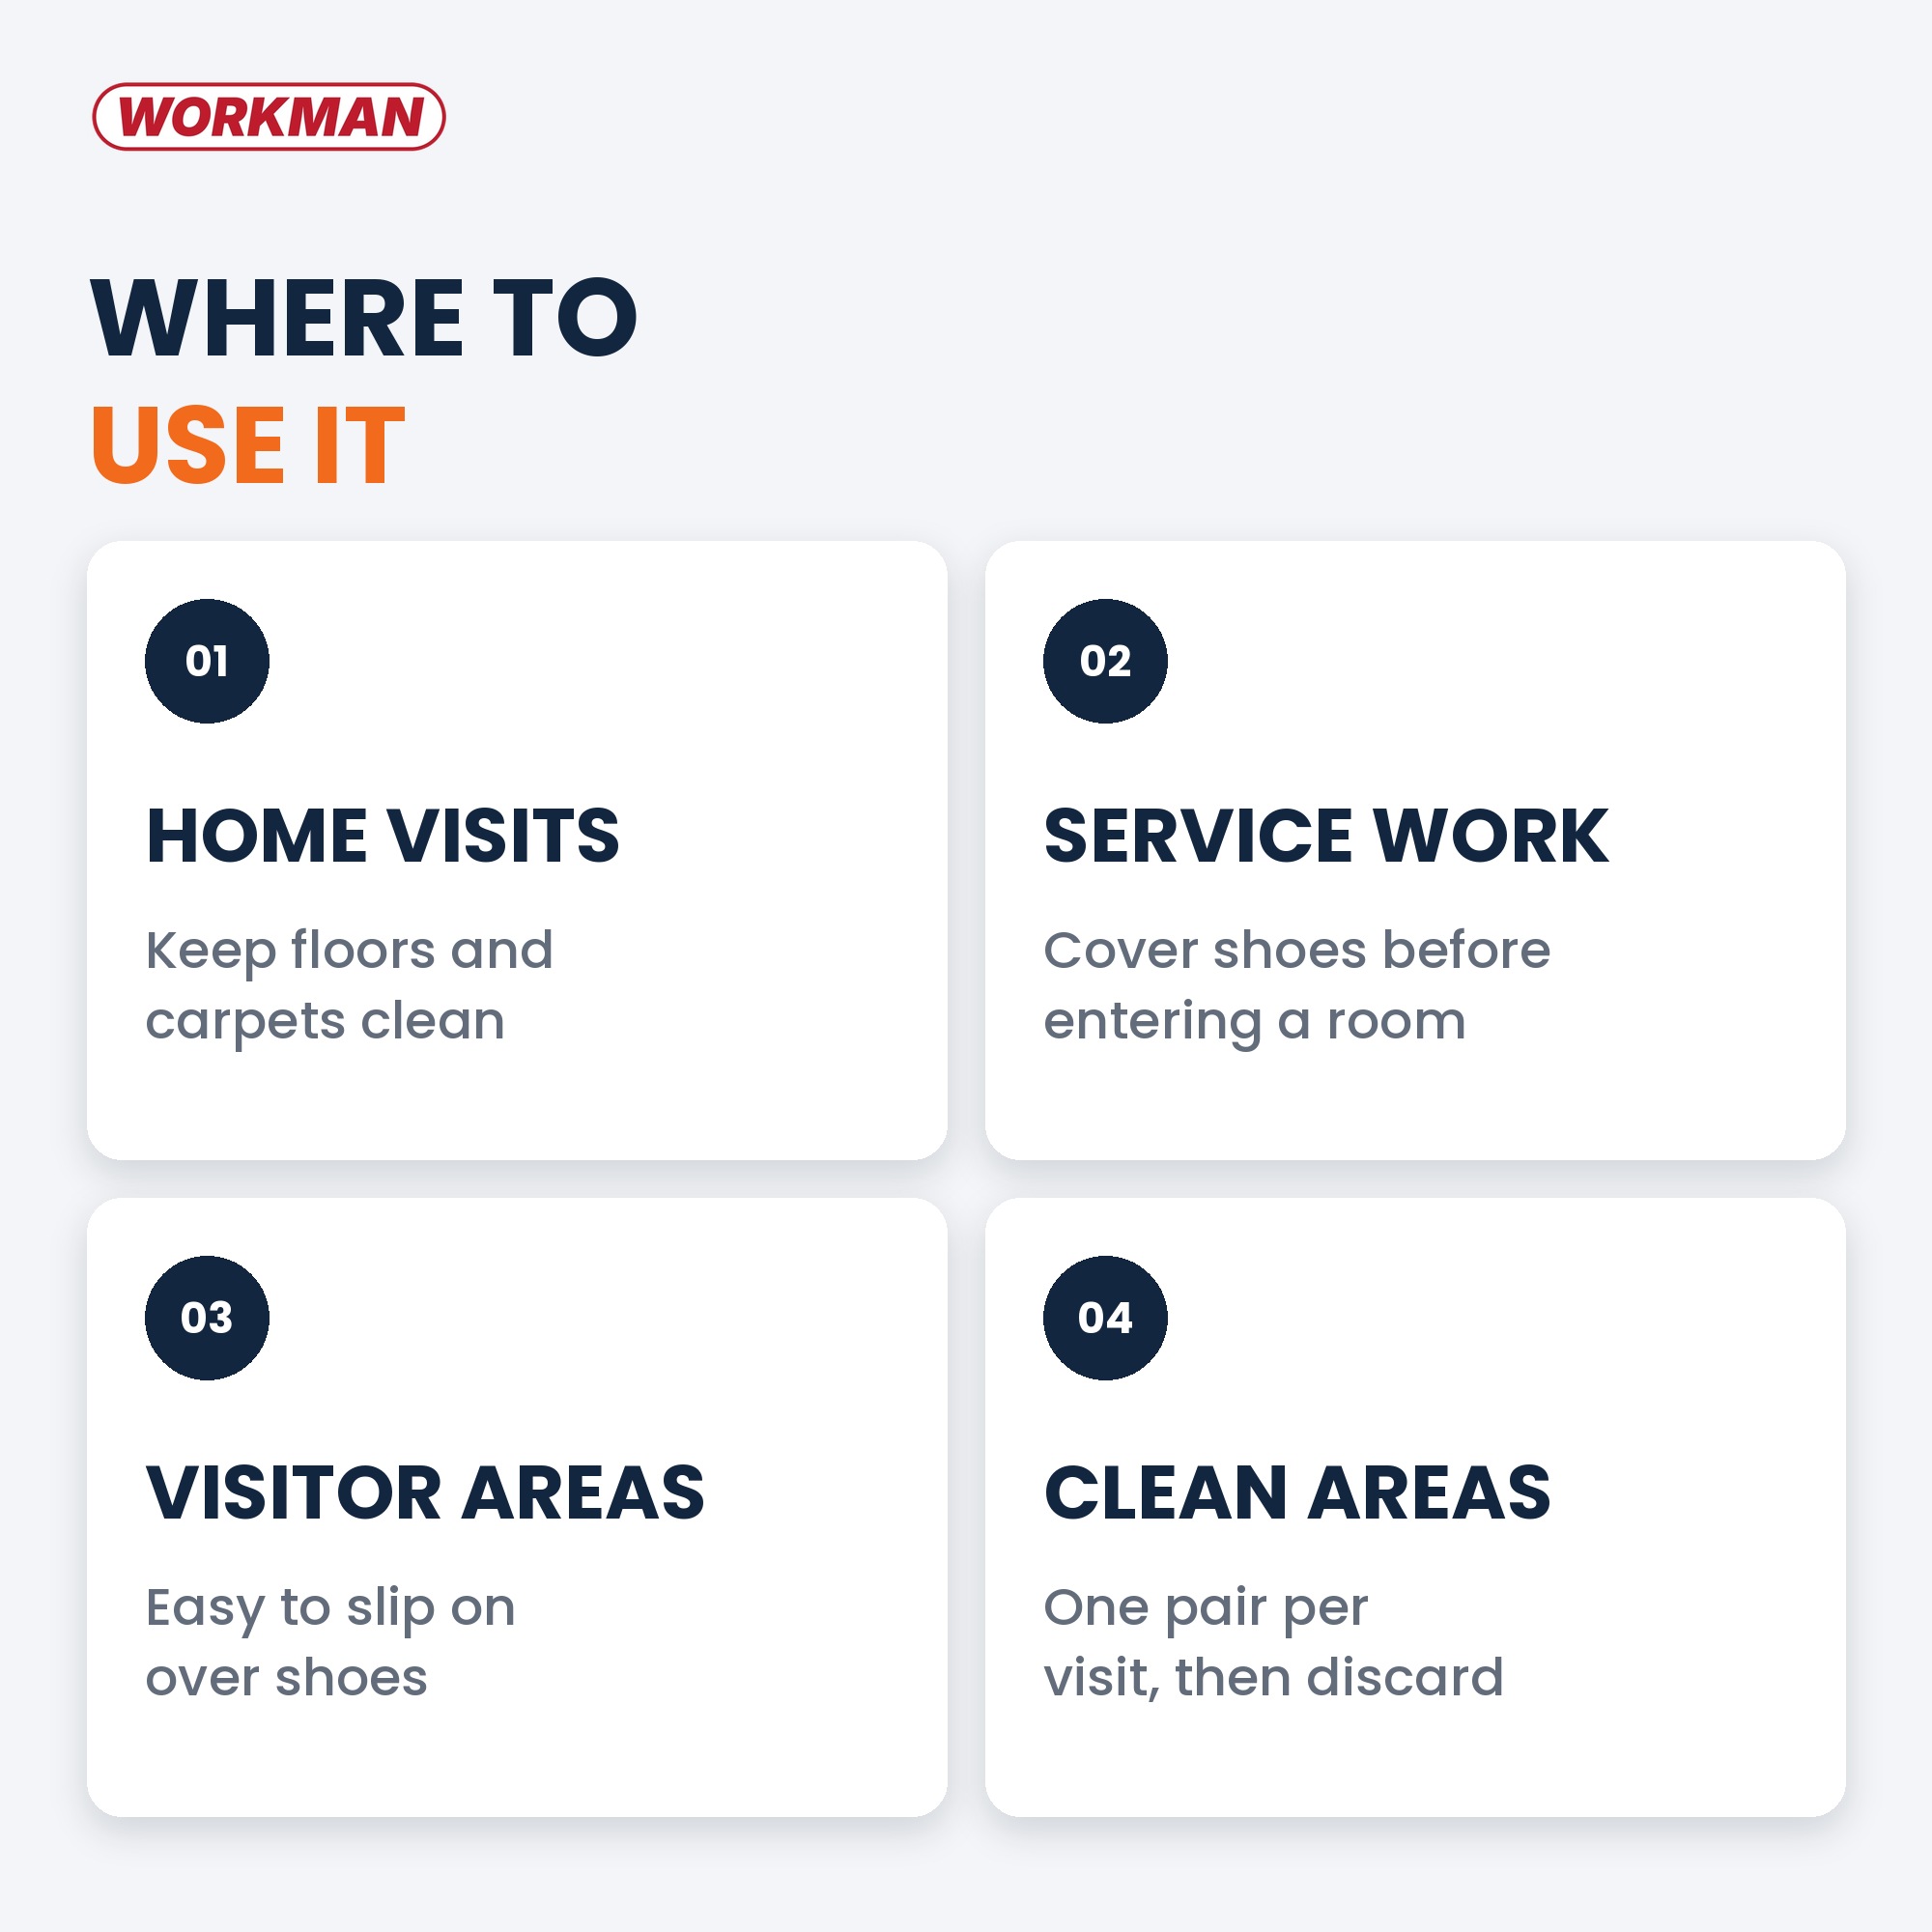 WORKMAN
WHERE TO
USE IT
01
HOME VISITS
Keep floors and
carpets clean
02
SERVICE WORK
Cover shoes before
entering a room
03
VISITOR AREAS
Easy to slip on
over shoes
04
CLEAN AREAS
One pair per
visit, then discard